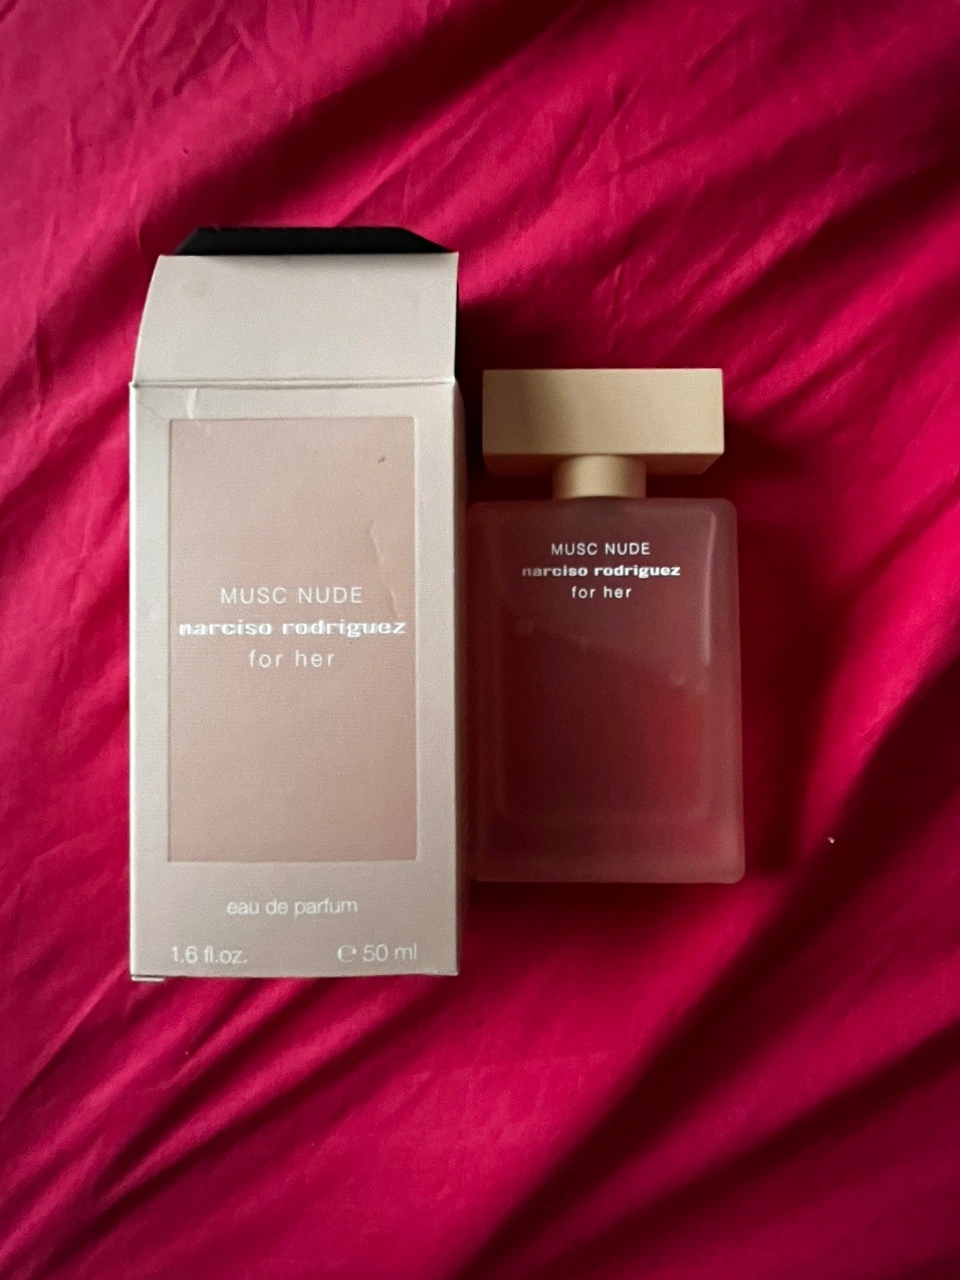 MUSC NUDE
narciso rodriguez
for her
eau de parfum
1.6 fl.oz.
℮ 50 ml
MUSC NUDE
narciso rodriguez
for her